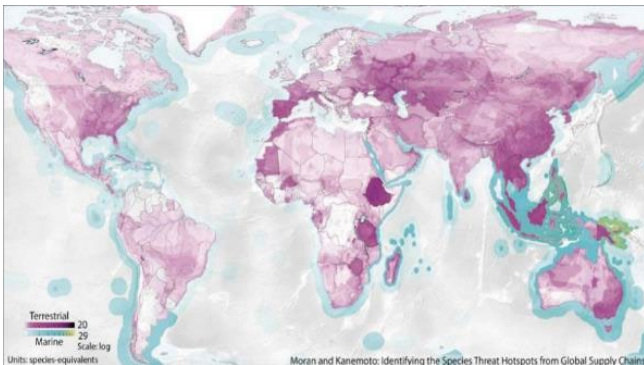 Terrestrial
20
29
Marine
Scale: log
Units: species-equivalents
Moran and Kanemoto: Identifying the Species Threat Hotspots from Global Supply Chains